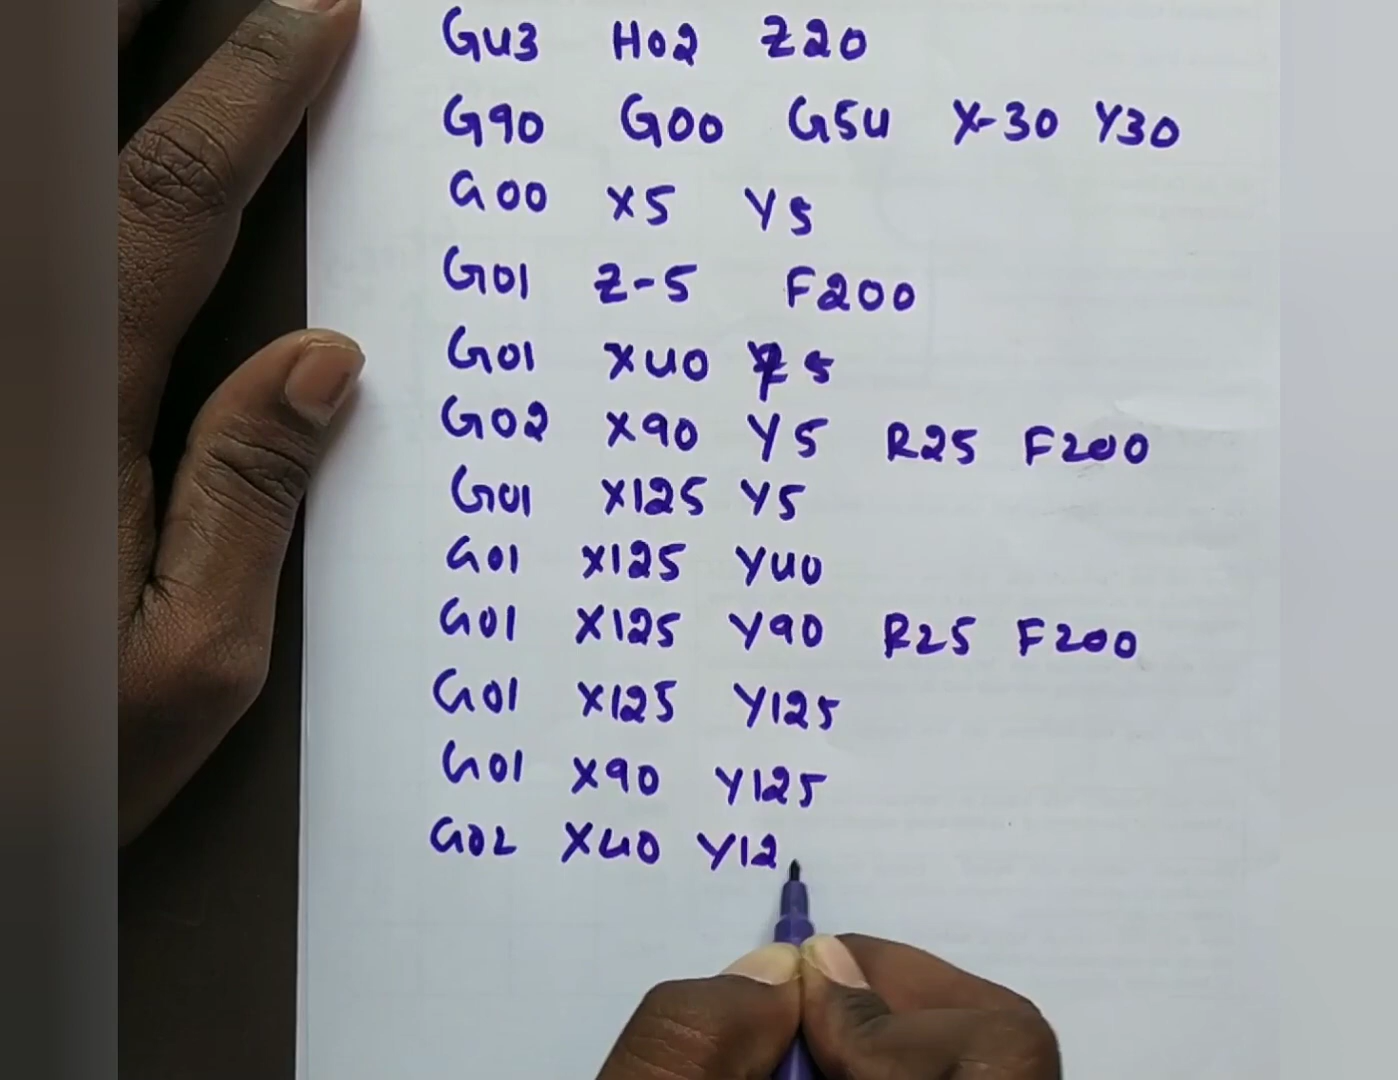 G43 H02 Z20
G90 G00 G54 X-30 Y30
G00 X5 Y5
G01 Z-5 F200
G01 X40 Y5
G02 X90 Y5 R25 F200
G01 X125 Y5
G01 X125 Y40
G01 X125 Y90 R25 F200
G01 X125 Y125
G01 X90 Y125
G02 X40 Y12